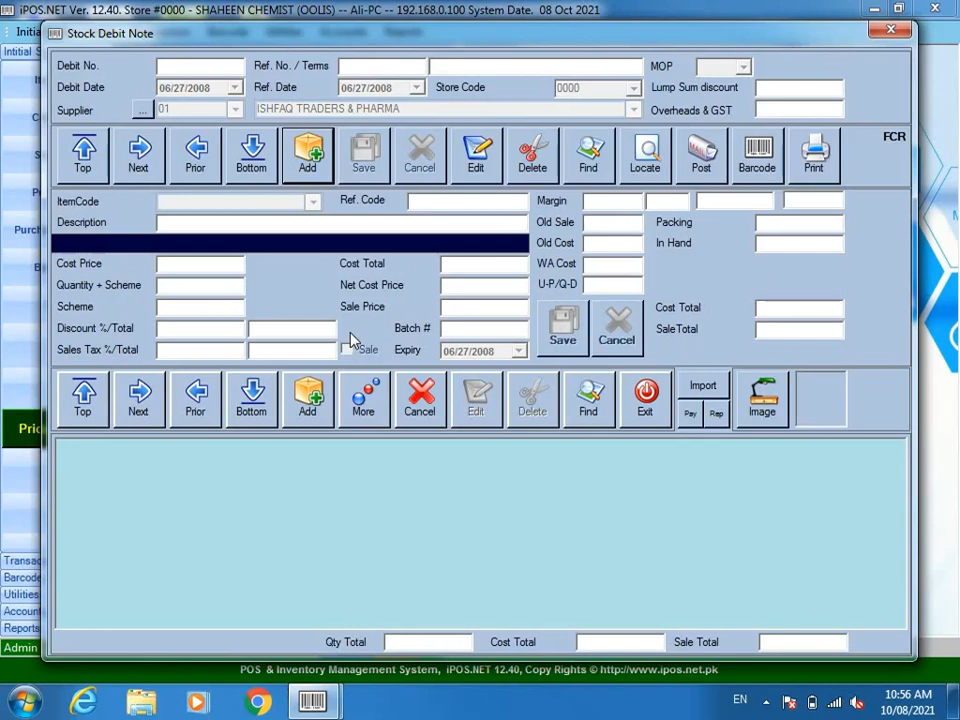 iPOS.NET Ver. 12.40. Store #0000 - SHAHEEN CHEMIST (OOLIS) -- Ali-PC -- 192.168.0.100 System Date. 08 Oct 2021
Stock Debit Note
Debit No. Ref. No. / Terms MOP
Debit Date 06/27/2008 Ref. Date 06/27/2008 Store Code 0000 Lump Sum discount
Supplier ... 01 ISHFAQ TRADERS & PHARMA Overheads & GST
Top Next Prior Bottom Add Save Cancel Edit Delete Find Locate Post Barcode Print FCR
ItemCode Ref. Code Margin
Description Old Sale Packing
Old Cost In Hand
Cost Price Cost Total WA Cost
Quantity + Scheme Net Cost Price U-P/Q-D
Scheme Sale Price Cost Total
Discount %/Total Batch # Save Cancel Sale Total
Sales Tax %/Total Sale Expiry 06/27/2008
Top Next Prior Bottom Add More Cancel Edit Delete Find Exit Import Pay Rep Image
Qty Total Cost Total Sale Total
Transac
Barcode
Utilities
Accoun
Reports
Admin
POS & Inventory Management System, iPOS.NET 12.40, Copy Rights © http://www.ipos.net.pk
EN 10:56 AM
10/08/2021